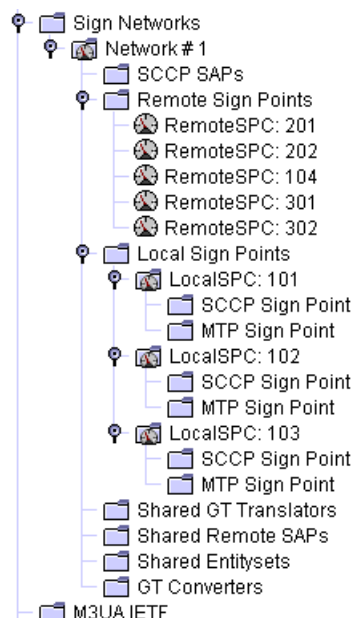 Sign Networks
Network # 1
SCCP SAPs
Remote Sign Points
RemoteSPC: 201
RemoteSPC: 202
RemoteSPC: 104
RemoteSPC: 301
RemoteSPC: 302
Local Sign Points
LocalSPC: 101
SCCP Sign Point
MTP Sign Point
LocalSPC: 102
SCCP Sign Point
MTP Sign Point
LocalSPC: 103
SCCP Sign Point
MTP Sign Point
Shared GT Translators
Shared Remote SAPs
Shared Entitysets
GT Converters
M3UA IETF